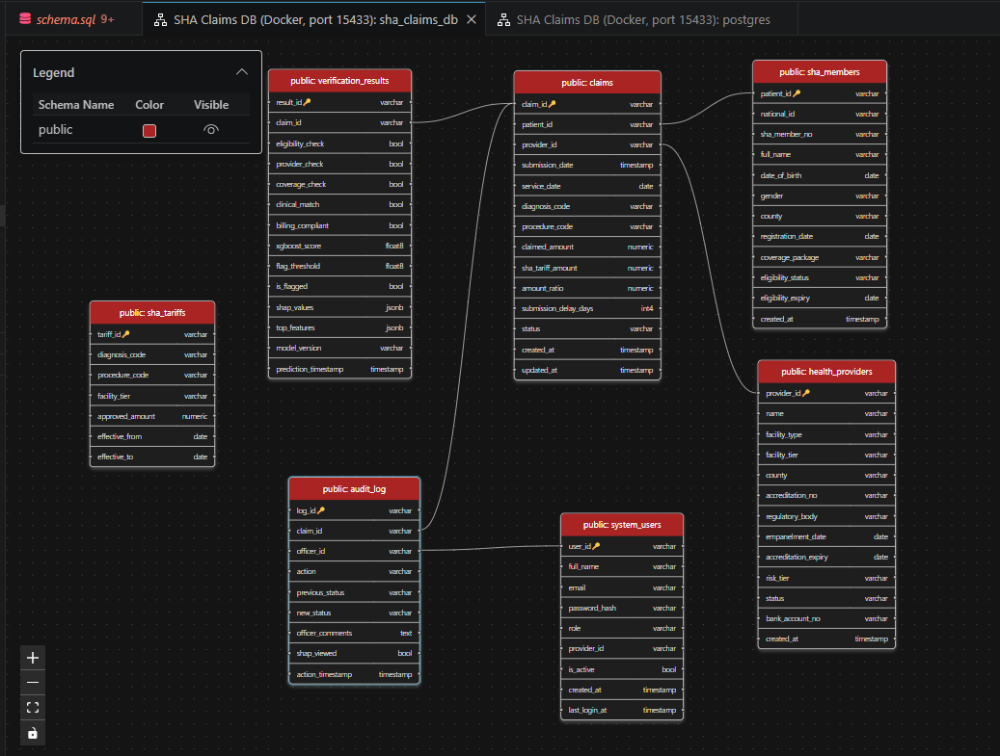 schema.sql 9+
SHA Claims DB (Docker, port 15433): sha_claims_db
SHA Claims DB (Docker, port 15433): postgres
Legend
Schema Name Color Visible
public
public: verification_results
result_id varchar
claim_id varchar
eligibility_check bool
provider_check bool
coverage_check bool
clinical_match bool
billing_compliant bool
xgboost_score float8
flag_threshold float8
is_flagged bool
shap_values jsonb
top_features jsonb
model_version varchar
prediction_timestamp timestamp
public: claims
claim_id varchar
patient_id varchar
provider_id varchar
submission_date timestamp
service_date date
diagnosis_code varchar
procedure_code varchar
claimed_amount numeric
sha_tariff_amount numeric
amount_ratio numeric
submission_delay_days int4
status varchar
created_at timestamp
updated_at timestamp
public: sha_members
patient_id varchar
national_id varchar
sha_member_no varchar
full_name varchar
date_of_birth date
gender varchar
county varchar
registration_date date
coverage_package varchar
eligibility_status varchar
eligibility_expiry date
created_at timestamp
public: sha_tariffs
tariff_id varchar
diagnosis_code varchar
procedure_code varchar
facility_tier varchar
approved_amount numeric
effective_from date
effective_to date
public: health_providers
provider_id varchar
name varchar
facility_type varchar
facility_tier varchar
county varchar
accreditation_no varchar
regulatory_body varchar
empanelment_date date
accreditation_expiry date
risk_tier varchar
status varchar
bank_account_no varchar
created_at timestamp
public: audit_log
log_id varchar
claim_id varchar
officer_id varchar
action varchar
previous_status varchar
new_status varchar
officer_comments text
shap_viewed bool
action_timestamp timestamp
public: system_users
user_id varchar
full_name varchar
email varchar
password_hash varchar
role varchar
provider_id varchar
is_active bool
created_at timestamp
last_login_at timestamp